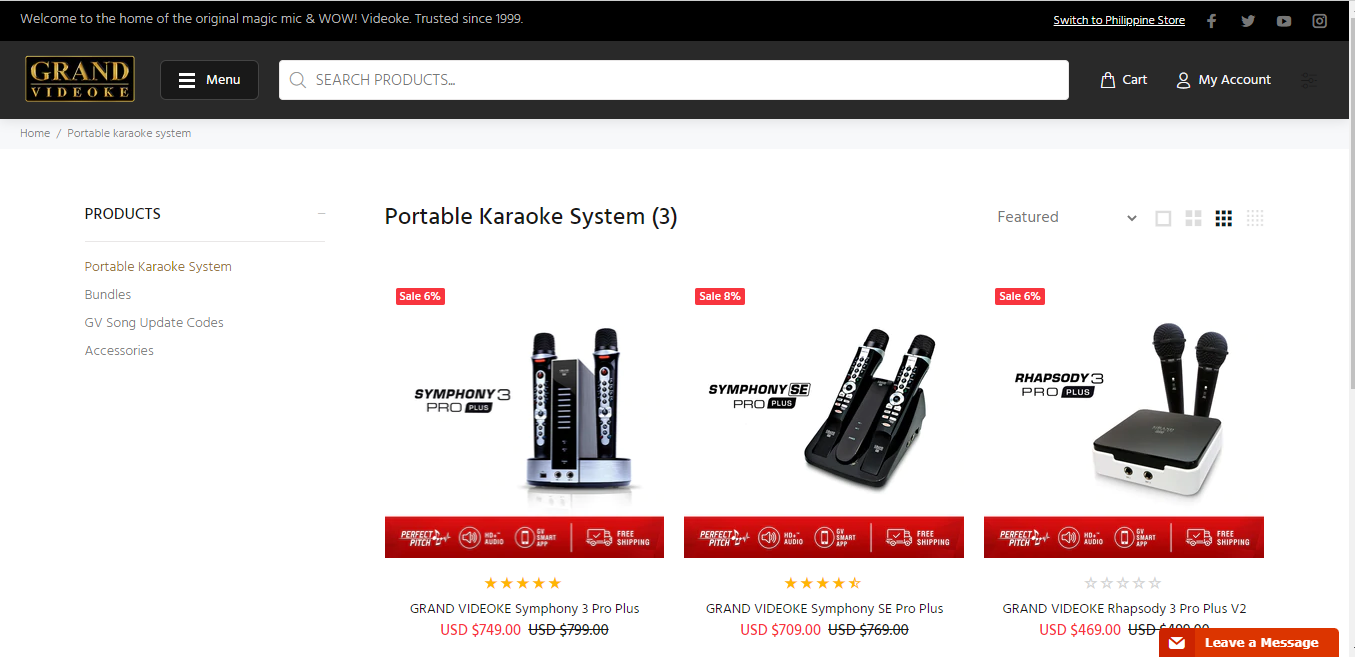 Welcome to the home of the original magic mic & WOW! Videoke. Trusted since 1999.
Switch to Philippine Store
GRAND
VIDEOKE
Menu
SEARCH PRODUCTS...
Cart
My Account
Home / Portable karaoke system
PRODUCTS
Portable Karaoke System
Bundles
GV Song Update Codes
Accessories
Portable Karaoke System (3)
Featured
Sale 6%
SYMPHONY 3
PRO PLUS
PERFECT PITCH
HD+™ AUDIO
GV SMART APP
FREE SHIPPING
GRAND VIDEOKE Symphony 3 Pro Plus
USD $749.00 USD $799.00
Sale 8%
SYMPHONY SE
PRO PLUS
PERFECT PITCH
HD+™ AUDIO
GV SMART APP
FREE SHIPPING
GRAND VIDEOKE Symphony SE Pro Plus
USD $709.00 USD $769.00
Sale 6%
RHAPSODY 3
PRO PLUS
PERFECT PITCH
HD+™ AUDIO
GV SMART APP
FREE SHIPPING
GRAND VIDEOKE Rhapsody 3 Pro Plus V2
USD $469.00 USD
Leave a Message